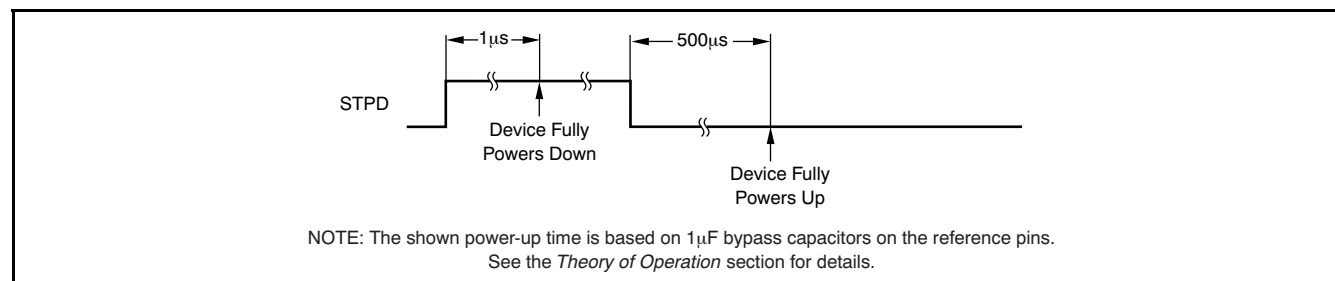 1μs
500μs
STPD
Device Fully
Powers Down
Device Fully
Powers Up
NOTE: The shown power-up time is based on 1μF bypass capacitors on the reference pins.
See the Theory of Operation section for details.